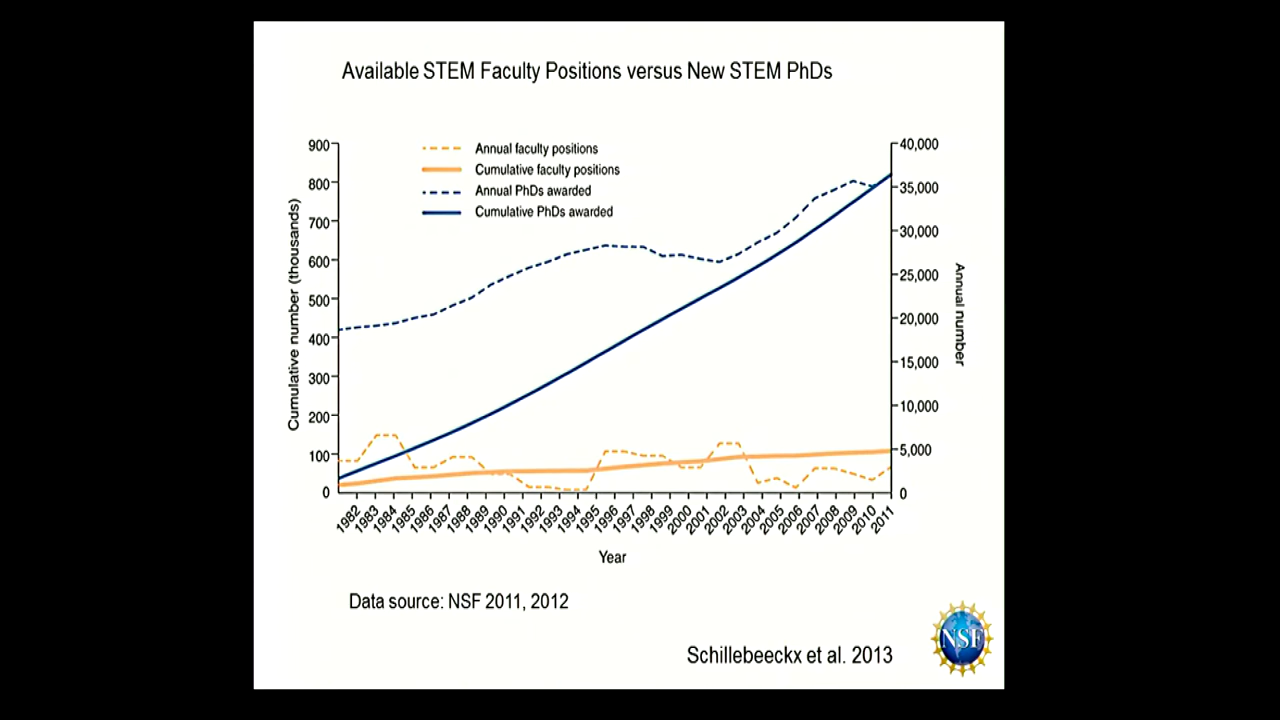 Available STEM Faculty Positions versus New STEM PhDs
Annual faculty positions
Cumulative faculty positions
Annual PhDs awarded
Cumulative PhDs awarded
Cumulative number (thousands)
900
800
700
600
500
400
300
200
100
0
40,000
35,000
30,000
25,000
20,000
15,000
10,000
5,000
0
Annual number
1982 1983 1984 1985 1986 1987 1988 1989 1990 1991 1992 1993 1994 1995 1996 1997 1998 1999 2000 2001 2002 2003 2004 2005 2006 2007 2008 2009 2010 2011
Year
Data source: NSF 2011, 2012
Schillebeeckx et al. 2013
NSF